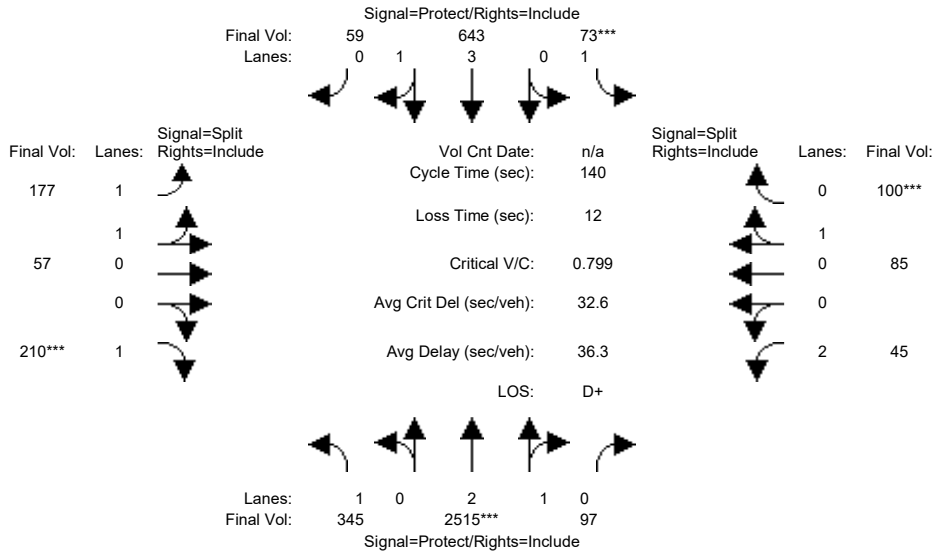 Signal=Protect/Rights=Include
Final Vol: 59 643 73***
Lanes: 0 1 3 0 1
Signal=Split
Final Vol: Lanes: Rights=Include
Vol Cnt Date: n/a
Signal=Split
Rights=Include Lanes: Final Vol:
Cycle Time (sec): 140
177 1
0 100***
Loss Time (sec): 12
1
1
57 0
Critical V/C: 0.799
0 85
0
Avg Crit Del (sec/veh): 32.6
0
210*** 1
Avg Delay (sec/veh): 36.3
2 45
LOS: D+
Lanes: 1 0 2 1 0
Final Vol: 345 2515*** 97
Signal=Protect/Rights=Include